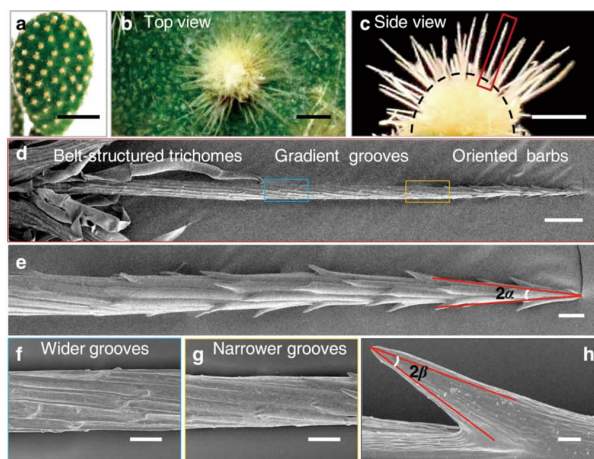 a
b Top view
c Side view
d
Belt-structured trichomes Gradient grooves Oriented barbs
e
2α
f Wider grooves
g Narrower grooves
h
2β